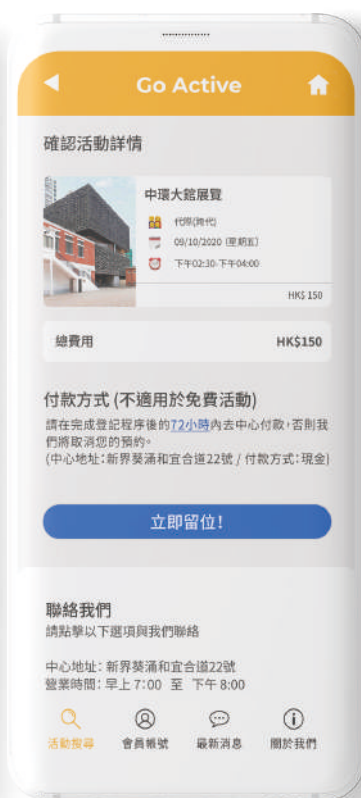 Go Active
確認活動詳情
中環大館展覽
代際(跨代)
09/10/2020 (星期五)
下午02:30-下午04:00
HK$ 150
總費用
HK$150
付款方式 (不適用於免費活動)
請在完成登記程序後的72小時內去中心付款,否則我
們將取消您的預約。
(中心地址:新界葵涌和宜合道22號 / 付款方式:現金)
立即留位!
聯絡我們
請點擊以下選項與我們聯絡
中心地址: 新界葵涌和宜合道22號
營業時間: 早上 7:00 至 下午 8:00
活動搜尋
會員帳號
最新消息
關於我們